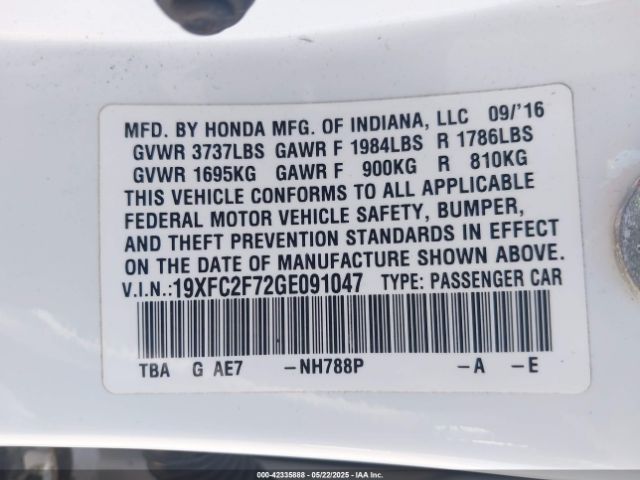 MFD. BY HONDA MFG. OF INDIANA, LLC 09/'16
GVWR 3737LBS GAWR F 1984LBS R 1786LBS
GVWR 1695KG GAWR F 900KG R 810KG
THIS VEHICLE CONFORMS TO ALL APPLICABLE
FEDERAL MOTOR VEHICLE SAFETY, BUMPER,
AND THEFT PREVENTION STANDARDS IN EFFECT
ON THE DATE OF MANUFACTURE SHOWN ABOVE.
V.I.N.:19XFC2F72GE091047 TYPE: PASSENGER CAR
TBA G AE7 -NH788P -A -E
000-42335888 - 05/22/2025 - IAA Inc.